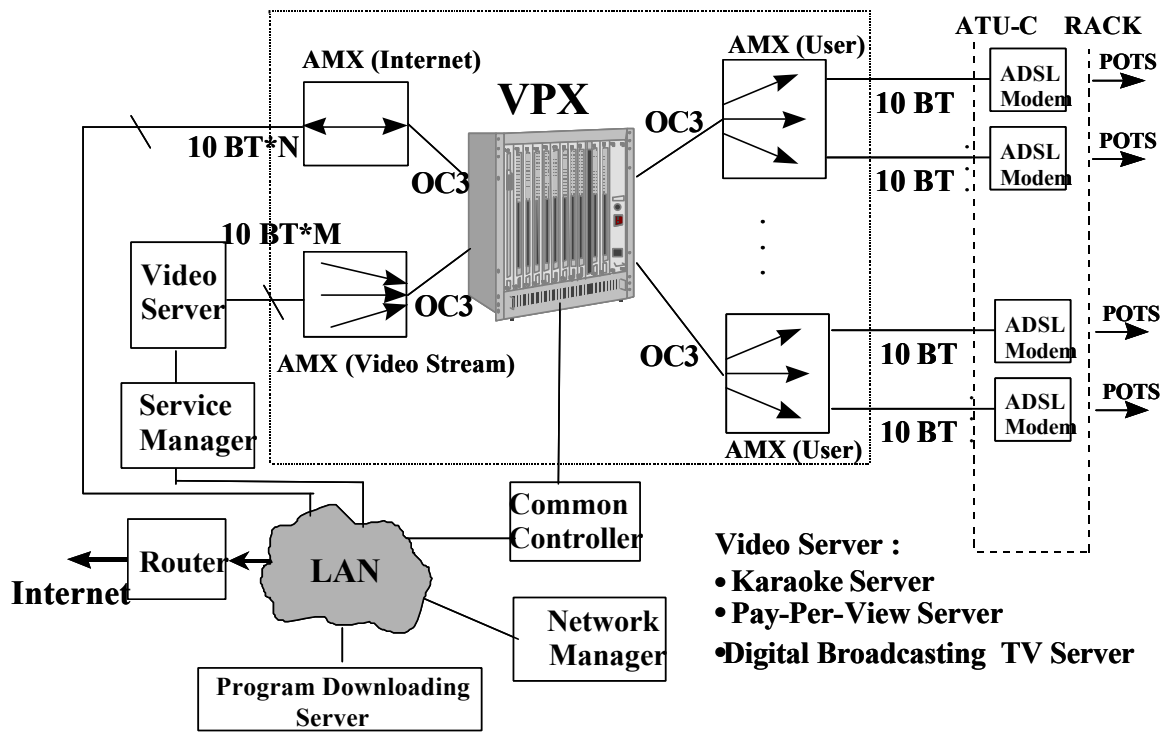 ATU-C RACK
AMX (Internet)
AMX (User)
VPX
10 BT*N
OC3
OC3
10 BT
ADSL
Modem
POTS
10 BT
ADSL
Modem
POTS
10 BT*M
Video
Server
OC3
AMX (Video Stream)
OC3
10 BT
ADSL
Modem
POTS
10 BT
ADSL
Modem
POTS
AMX (User)
Service
Manager
Common
Controller
Router
Internet
LAN
Network
Manager
Program Downloading
Server
Video Server :
• Karaoke Server
• Pay-Per-View Server
•Digital Broadcasting TV Server